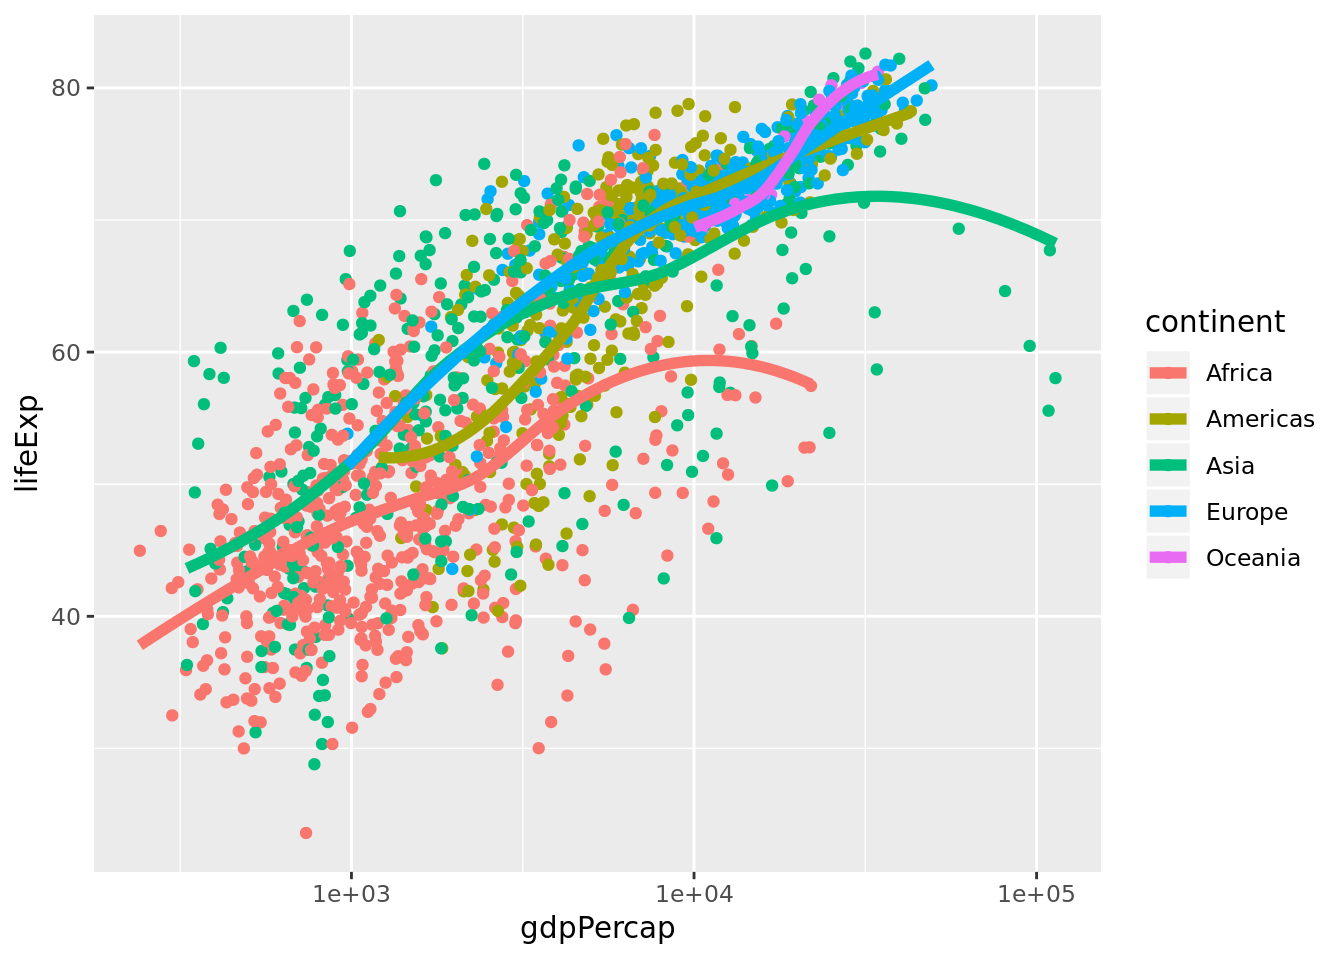 80
60
40
lifeExp
1e+03
1e+04
1e+05
gdpPercap
continent
Africa
Americas
Asia
Europe
Oceania